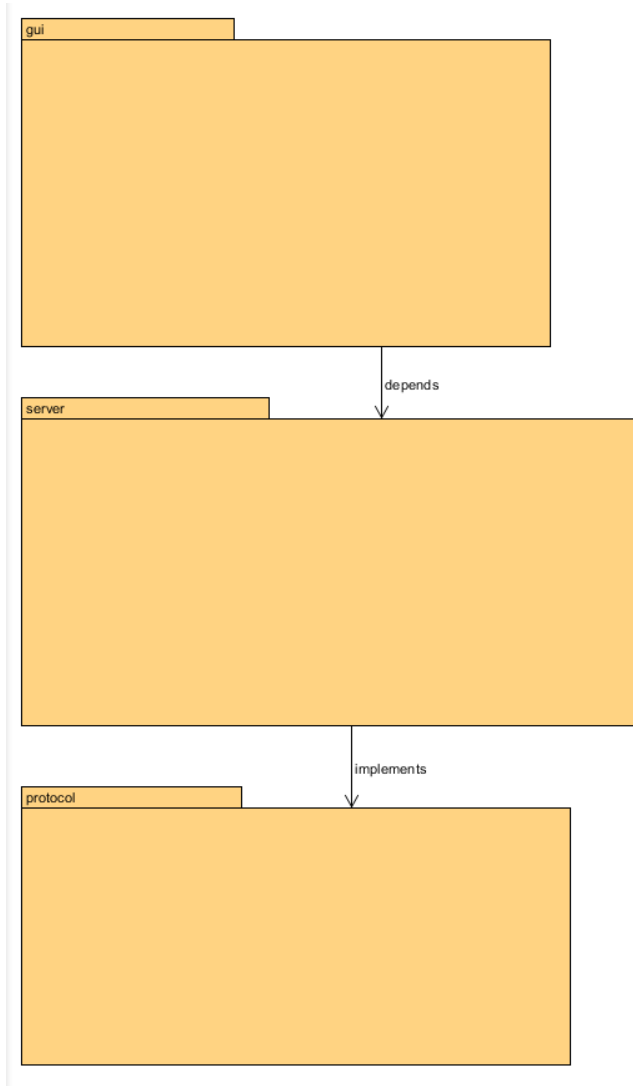 gui
depends
server
implements
protocol